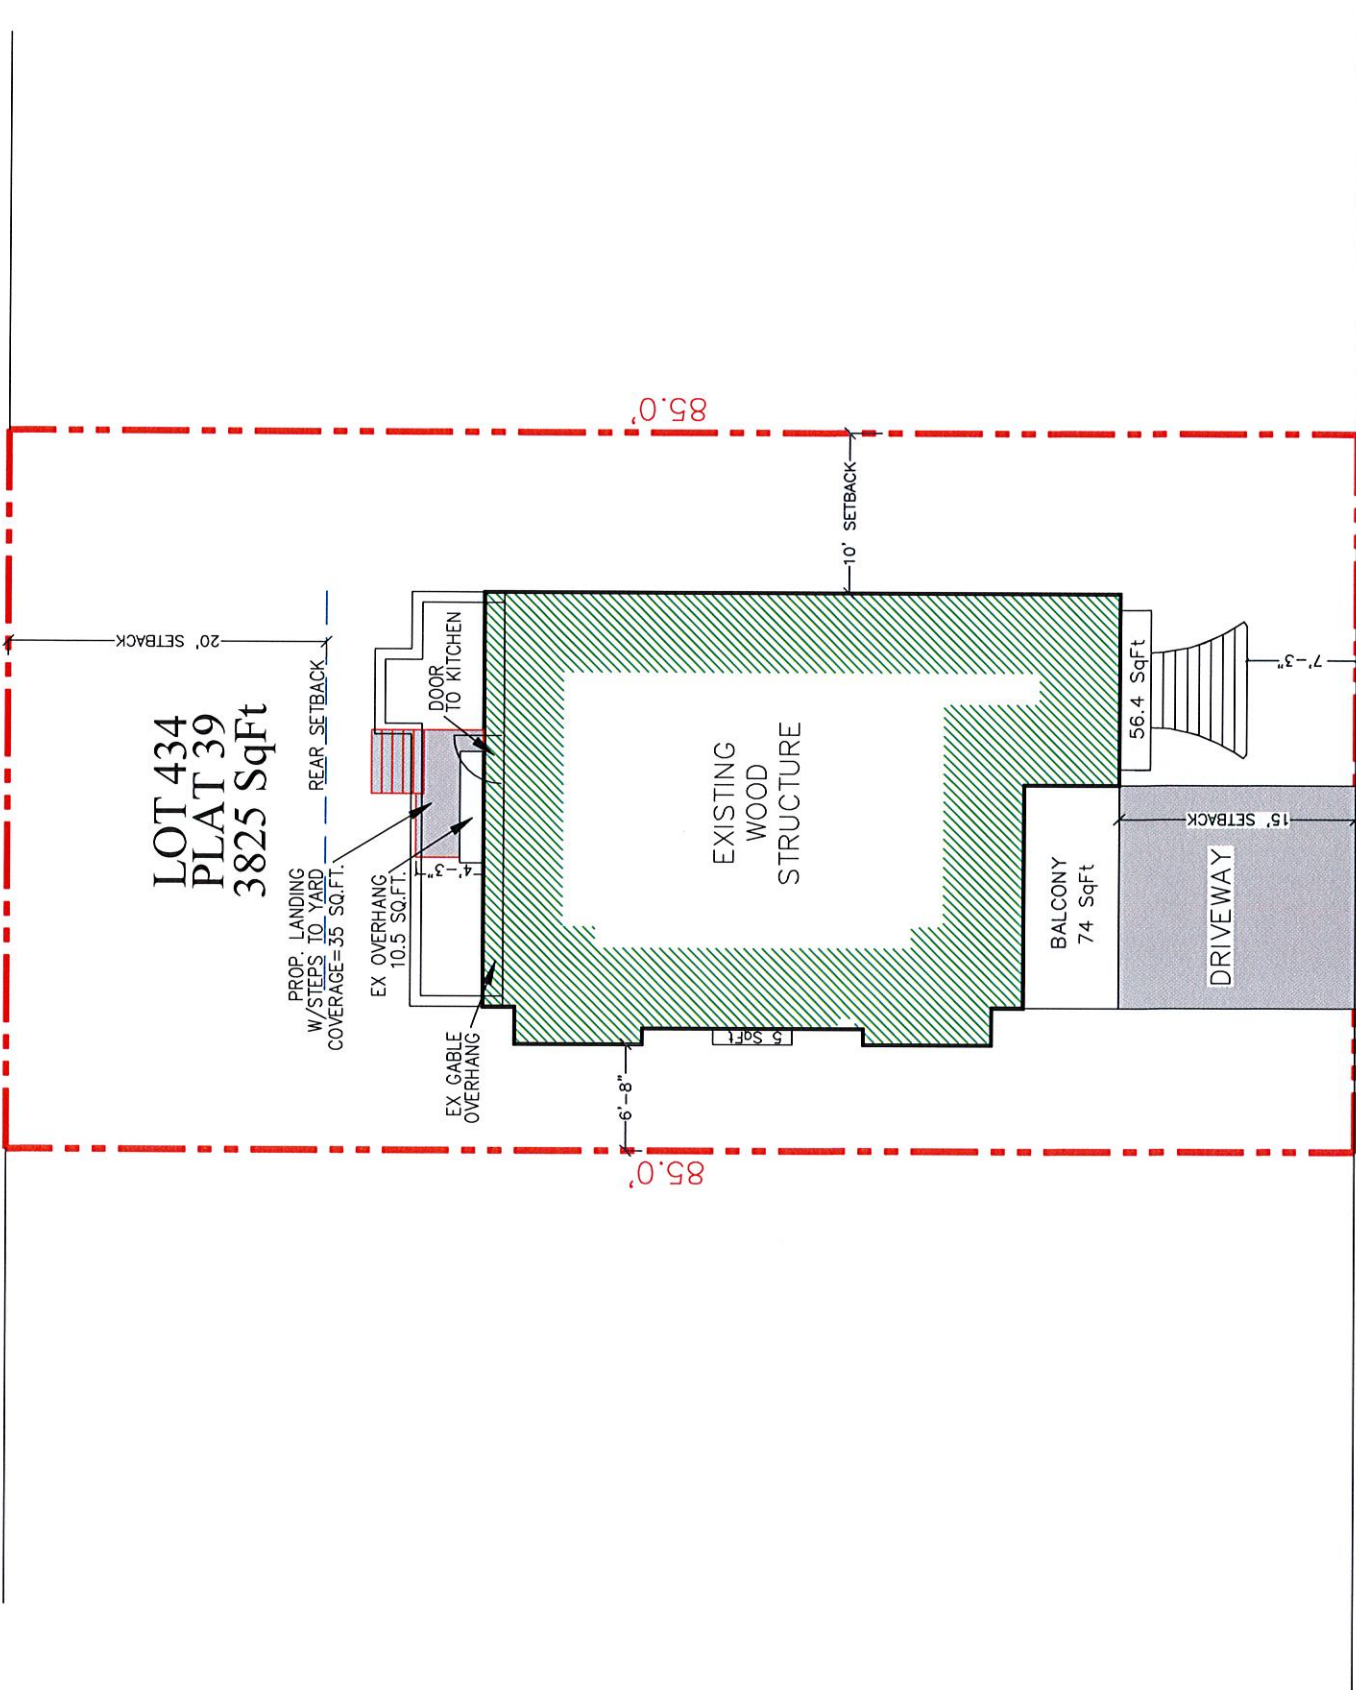 LOT 434
PLAT 39
3825 SqFt
20' SETBACK
REAR SETBACK
PROP. LANDING
W/STEPS TO YARD
COVERAGE=35 SQ.FT.
EX OVERHANG
10.5 SQ.FT.
4'-3"
DOOR
TO KITCHEN
EX GABLE
OVERHANG
85.0'
10' SETBACK
EXISTING
WOOD
STRUCTURE
5 SqFt
6'-8"
85.0'
BALCONY
74 SqFt
56.4 SqFt
7'-3"
15' SETBACK
DRIVEWAY